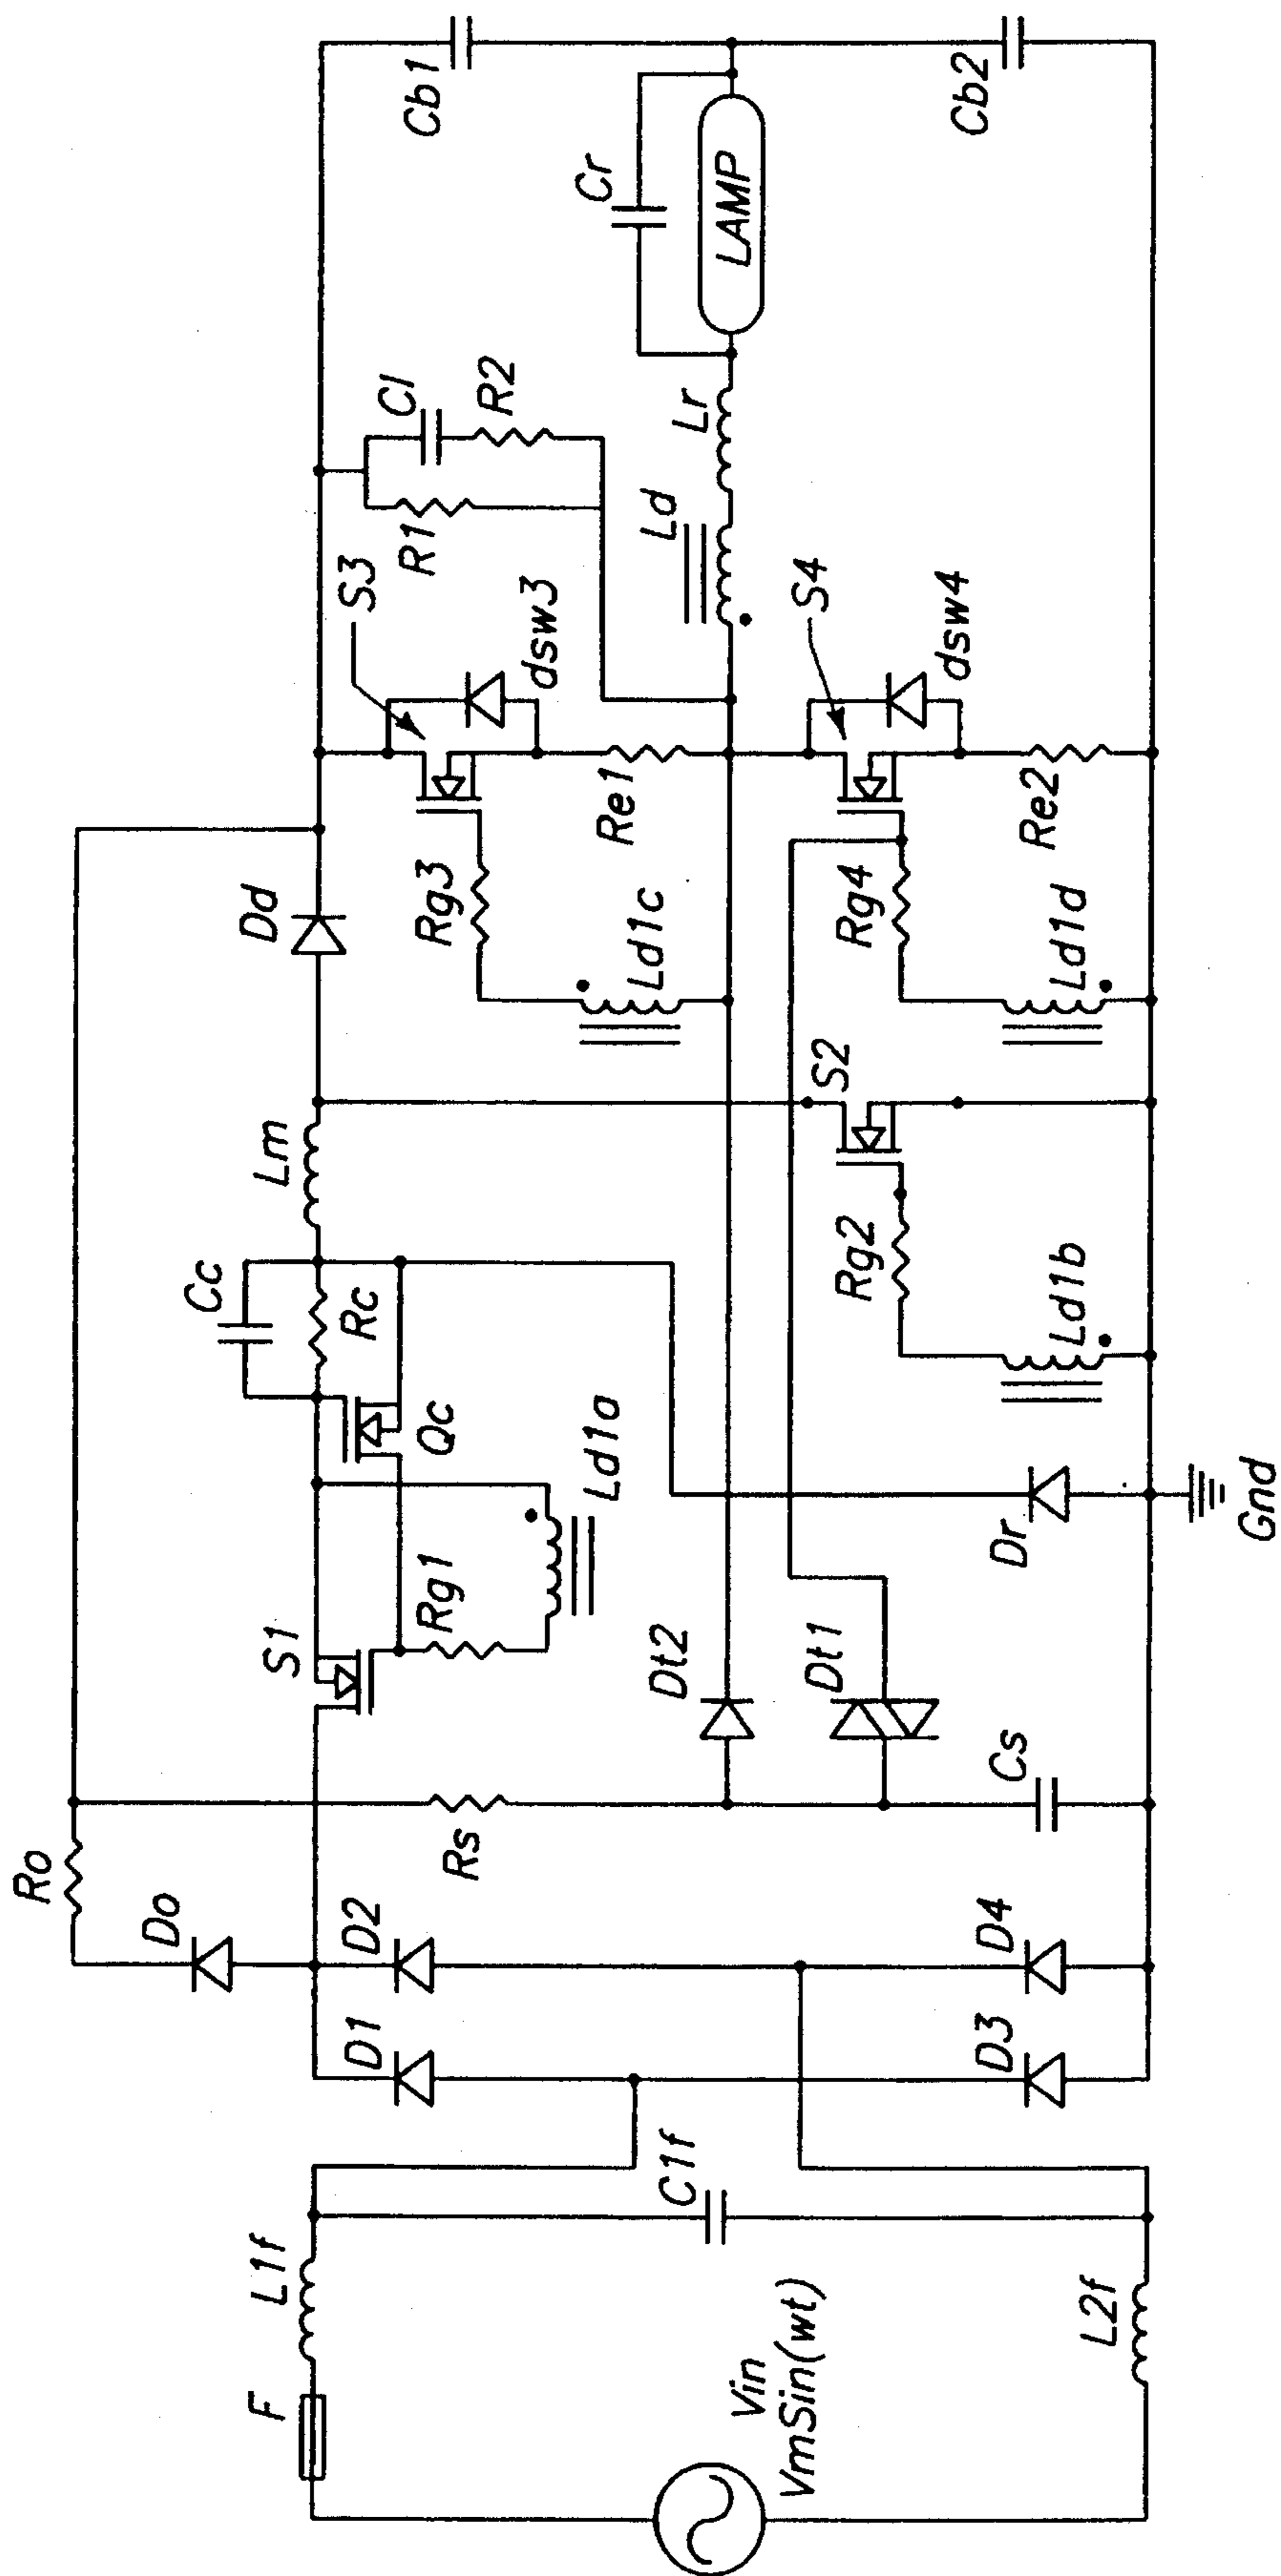 F
L1f
Vin
VmSin(wt)
L2f
C1f
D1
D2
D3
D4
Do
Ro
Rs
Cs
S1
Rg1
Ld1a
Qc
Cc
Rc
Lm
Dt2
Dt1
Dr
Gnd
Dd
S2
Rg2
Ld1b
Rg3
Ld1c
Rg4
Ld1d
S3
dsw3
Re1
S4
dsw4
Re2
R1
Cl
R2
Ld
Lr
Cr
LAMP
Cb1
Cb2